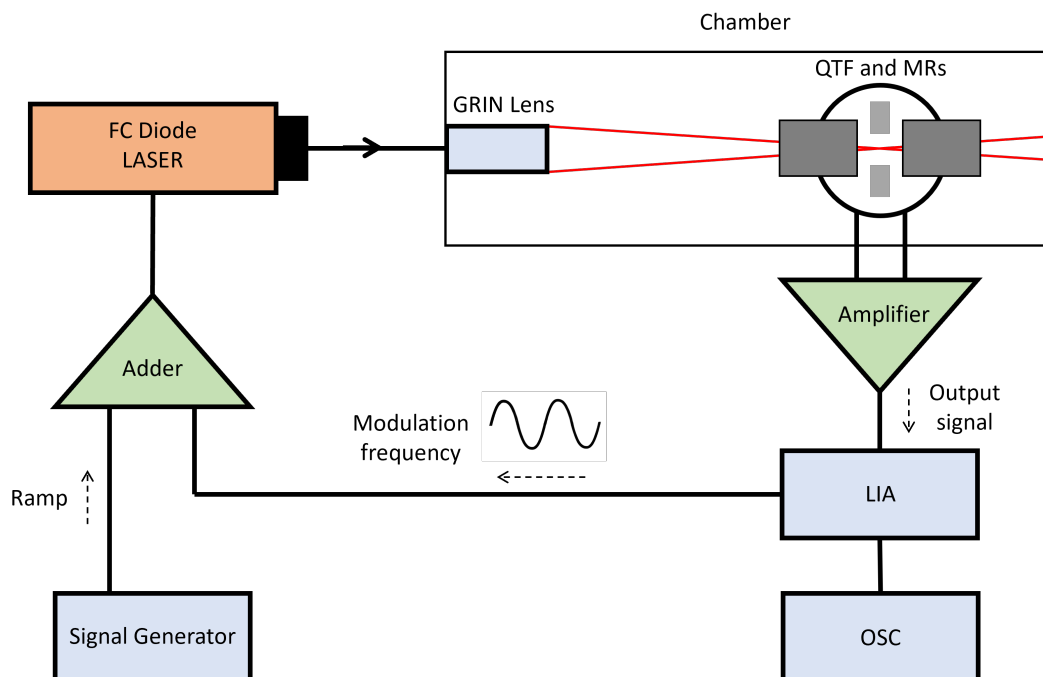 Chamber
QTF and MRs
GRIN Lens
FC Diode
LASER
Amplifier
Adder
Output
signal
Modulation
frequency
Ramp
LIA
Signal Generator
OSC